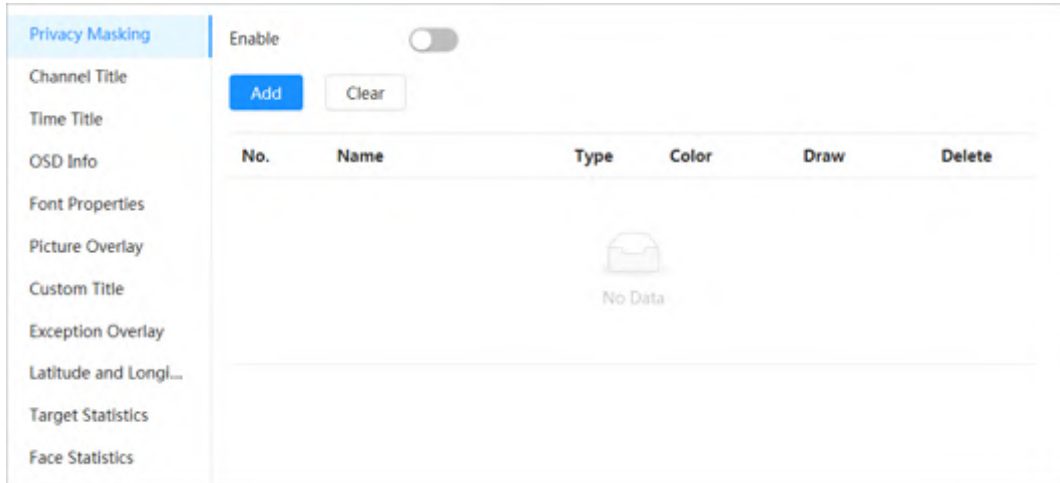 Privacy Masking
Enable
Channel Title
Add Clear
Time Title
OSD Info
No. Name Type Color Draw Delete
Font Properties
Picture Overlay
Custom Title
No Data
Exception Overlay
Latitude and Longi...
Target Statistics
Face Statistics